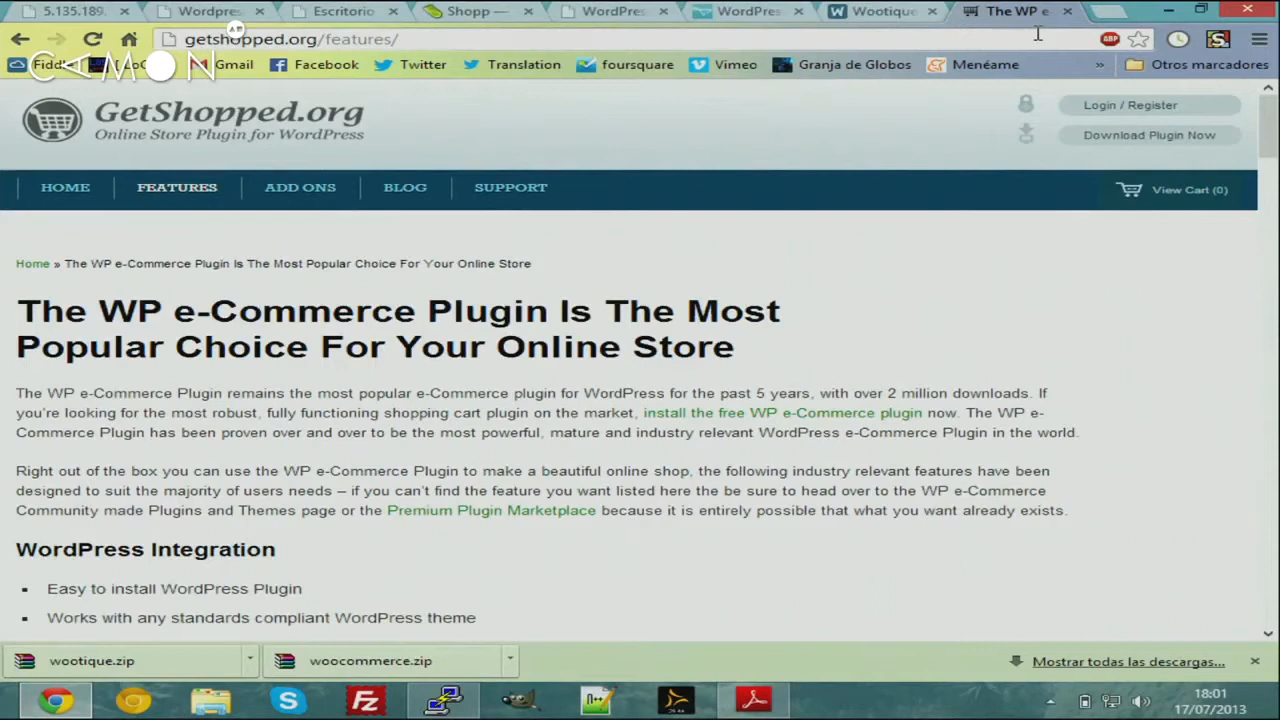 5.135.189.
Wordpre
Escritorio
Shopp —
WordPres
WordPres
Wootique
The WP e
getshopped.org/features/
CAMON
Fiddl
Gmail
Facebook
Twitter
Translation
foursquare
Vimeo
Granja de Globos
Menéame
»
Otros marcadores
ABP
GetShopped.org
Online Store Plugin for WordPress
Login / Register
Download Plugin Now
HOME
FEATURES
ADD ONS
BLOG
SUPPORT
View Cart (0)
Home » The WP e-Commerce Plugin Is The Most Popular Choice For Your Online Store
The WP e-Commerce Plugin Is The Most
Popular Choice For Your Online Store
The WP e-Commerce Plugin remains the most popular e-Commerce plugin for WordPress for the past 5 years, with over 2 million downloads. If
you're looking for the most robust, fully functioning shopping cart plugin on the market, install the free WP e-Commerce plugin now. The WP e-
Commerce Plugin has been proven over and over to be the most powerful, mature and industry relevant WordPress e-Commerce Plugin in the world.
Right out of the box you can use the WP e-Commerce Plugin to make a beautiful online shop, the following industry relevant features have been
designed to suit the majority of users needs – if you can't find the feature you want listed here the be sure to head over to the WP e-Commerce
Community made Plugins and Themes page or the Premium Plugin Marketplace because it is entirely possible that what you want already exists.
WordPress Integration
Easy to install WordPress Plugin
Works with any standards compliant WordPress theme
wootique.zip
woocommerce.zip
Mostrar todas las descargas...
18:01
17/07/2013